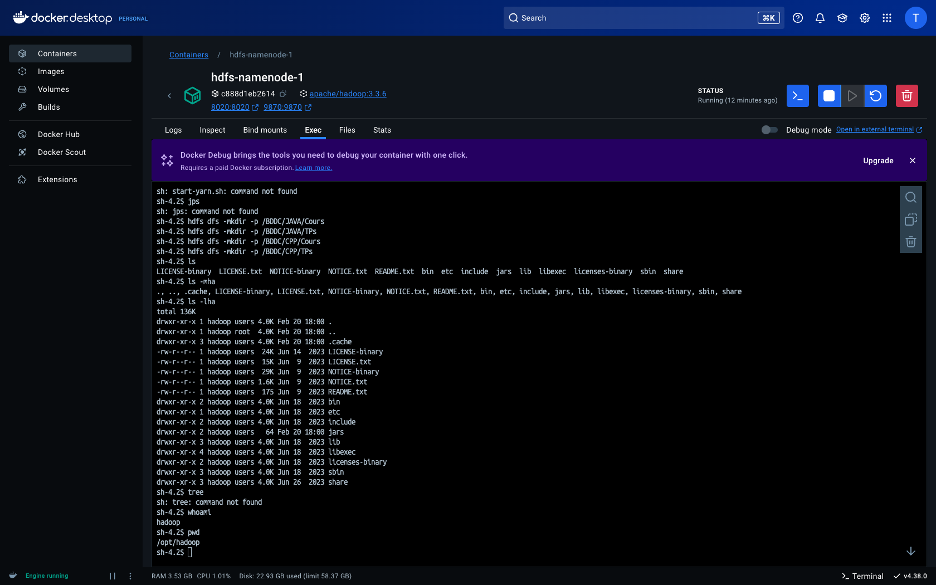 docker.desktop PERSONAL
Search
⌘K
T
Containers
Images
Volumes
Builds
Docker Hub
Docker Scout
Extensions
Containers / hdfs-namenode-1
hdfs-namenode-1
c888d1eb2614 apache/hadoop:3.3.6
8020:8020 9870:9870
STATUS
Running (12 minutes ago)
Logs Inspect Bind mounts Exec Files Stats
Debug mode Open in external terminal
Docker Debug brings the tools you need to debug your container with one click.
Requires a paid Docker subscription. Learn more.
Upgrade
sh: start-yarn.sh: command not found
sh-4.2$ jps
sh: jps: command not found
sh-4.2$ hdfs dfs -mkdir -p /BDDC/JAVA/Cours
sh-4.2$ hdfs dfs -mkdir -p /BDDC/JAVA/TPs
sh-4.2$ hdfs dfs -mkdir -p /BDDC/CPP/Cours
sh-4.2$ hdfs dfs -mkdir -p /BDDC/CPP/TPs
sh-4.2$ ls
LICENSE-binary LICENSE.txt NOTICE-binary NOTICE.txt README.txt bin etc include jars lib libexec licenses-binary sbin share
sh-4.2$ ls -mha
., .., .cache, LICENSE-binary, LICENSE.txt, NOTICE-binary, NOTICE.txt, README.txt, bin, etc, include, jars, lib, libexec, licenses-binary, sbin, share
sh-4.2$ ls -lha
total 136K
drwxr-xr-x 1 hadoop users 4.0K Feb 20 18:00 .
drwxr-xr-x 1 hadoop root 4.0K Feb 20 18:00 ..
drwxr-xr-x 3 hadoop users 4.0K Feb 20 18:00 .cache
-rw-r--r-- 1 hadoop users 24K Jun 14 2023 LICENSE-binary
-rw-r--r-- 1 hadoop users 15K Jun 9 2023 LICENSE.txt
-rw-r--r-- 1 hadoop users 29K Jun 9 2023 NOTICE-binary
-rw-r--r-- 1 hadoop users 1.6K Jun 9 2023 NOTICE.txt
-rw-r--r-- 1 hadoop users 175 Jun 9 2023 README.txt
drwxr-xr-x 2 hadoop users 4.0K Jun 18 2023 bin
drwxr-xr-x 1 hadoop users 4.0K Jun 18 2023 etc
drwxr-xr-x 2 hadoop users 4.0K Jun 18 2023 include
drwxr-xr-x 2 hadoop users 64 Feb 20 18:00 jars
drwxr-xr-x 3 hadoop users 4.0K Jun 18 2023 lib
drwxr-xr-x 4 hadoop users 4.0K Jun 18 2023 libexec
drwxr-xr-x 2 hadoop users 4.0K Jun 18 2023 licenses-binary
drwxr-xr-x 3 hadoop users 4.0K Jun 18 2023 sbin
drwxr-xr-x 3 hadoop users 4.0K Jun 26 2023 share
sh-4.2$ tree
sh: tree: command not found
sh-4.2$ whoami
hadoop
sh-4.2$ pwd
/opt/hadoop
sh-4.2$
Engine running
RAM 3.53 GB CPU 1.01% Disk: 22.93 GB used (limit 58.37 GB)
Terminal
v4.38.0